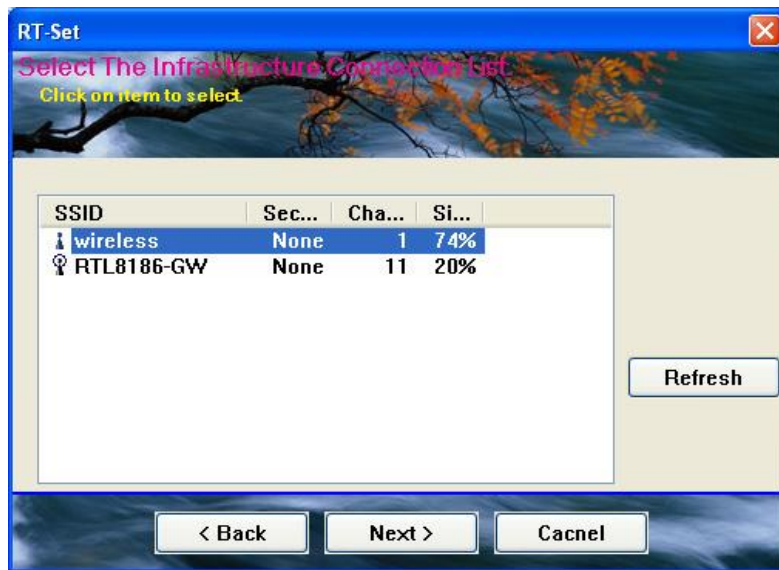 RT-Set
Select The Infrastructure Connection List.
Click on item to select.
SSID Sec... Cha... Si...
wireless None 1 74%
RTL8186-GW None 11 20%
Refresh
< Back Next > Cacnel